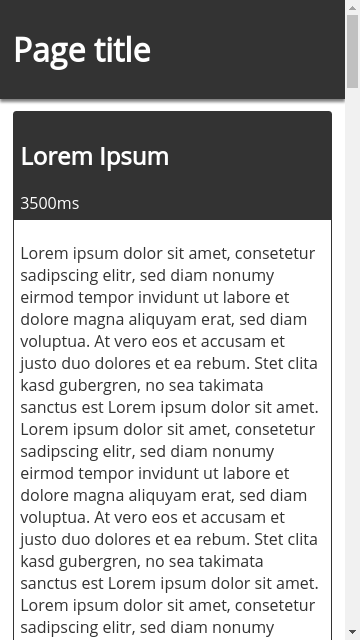 Page title
Lorem Ipsum
3500ms
Lorem ipsum dolor sit amet, consetetur
sadipscing elitr, sed diam nonumy
eirmod tempor invidunt ut labore et
dolore magna aliquyam erat, sed diam
voluptua. At vero eos et accusam et
justo duo dolores et ea rebum. Stet clita
kasd gubergren, no sea takimata
sanctus est Lorem ipsum dolor sit amet.
Lorem ipsum dolor sit amet, consetetur
sadipscing elitr, sed diam nonumy
eirmod tempor invidunt ut labore et
dolore magna aliquyam erat, sed diam
voluptua. At vero eos et accusam et
justo duo dolores et ea rebum. Stet clita
kasd gubergren, no sea takimata
sanctus est Lorem ipsum dolor sit amet.
Lorem ipsum dolor sit amet, consetetur
sadipscing elitr, sed diam nonumy